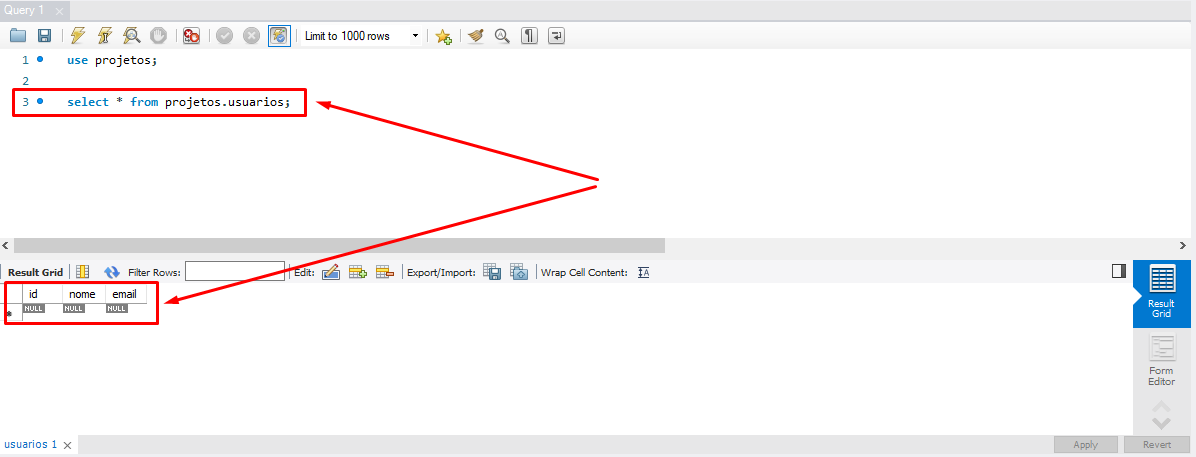 Query 1
Limit to 1000 rows
1 use projetos;
2
3 select * from projetos.usuarios;
Result Grid Filter Rows: Edit: Export/Import: Wrap Cell Content:
id nome email
NULL NULL NULL
Result
Grid
Form
Editor
usuarios 1 Apply Revert